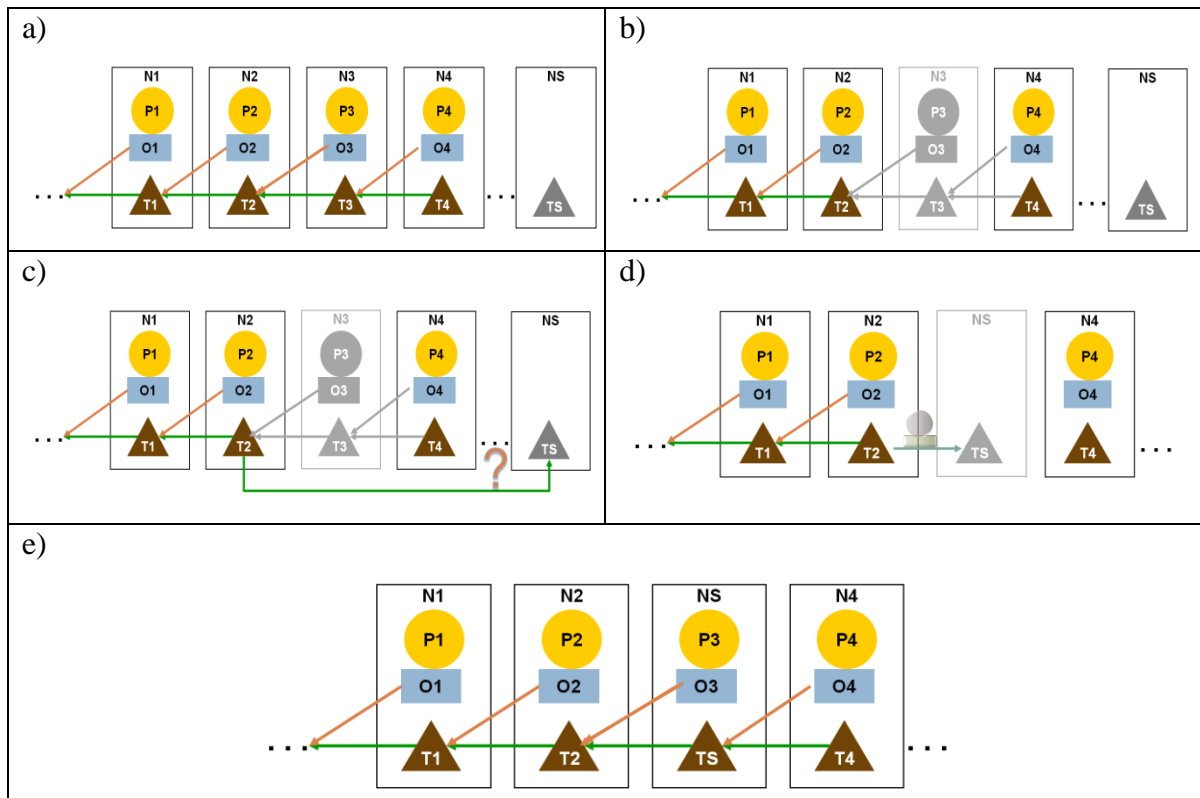 a)
N1 N2 N3 N4 NS
P1 P2 P3 P4
O1 O2 O3 O4
... T1 T2 T3 T4 ... TS
b)
N1 N2 N3 N4 NS
P1 P2 P3 P4
O1 O2 O3 O4
... T1 T2 T3 T4 ... TS
c)
N1 N2 N3 N4 NS
P1 P2 P3 P4
O1 O2 O3 O4
... T1 T2 T3 T4 ... TS
?
d)
N1 N2 NS N4
P1 P2 P4
O1 O2 O4
... T1 T2 TS T4 ...
e)
N1 N2 NS N4
P1 P2 P3 P4
O1 O2 O3 O4
... T1 T2 TS T4 ...